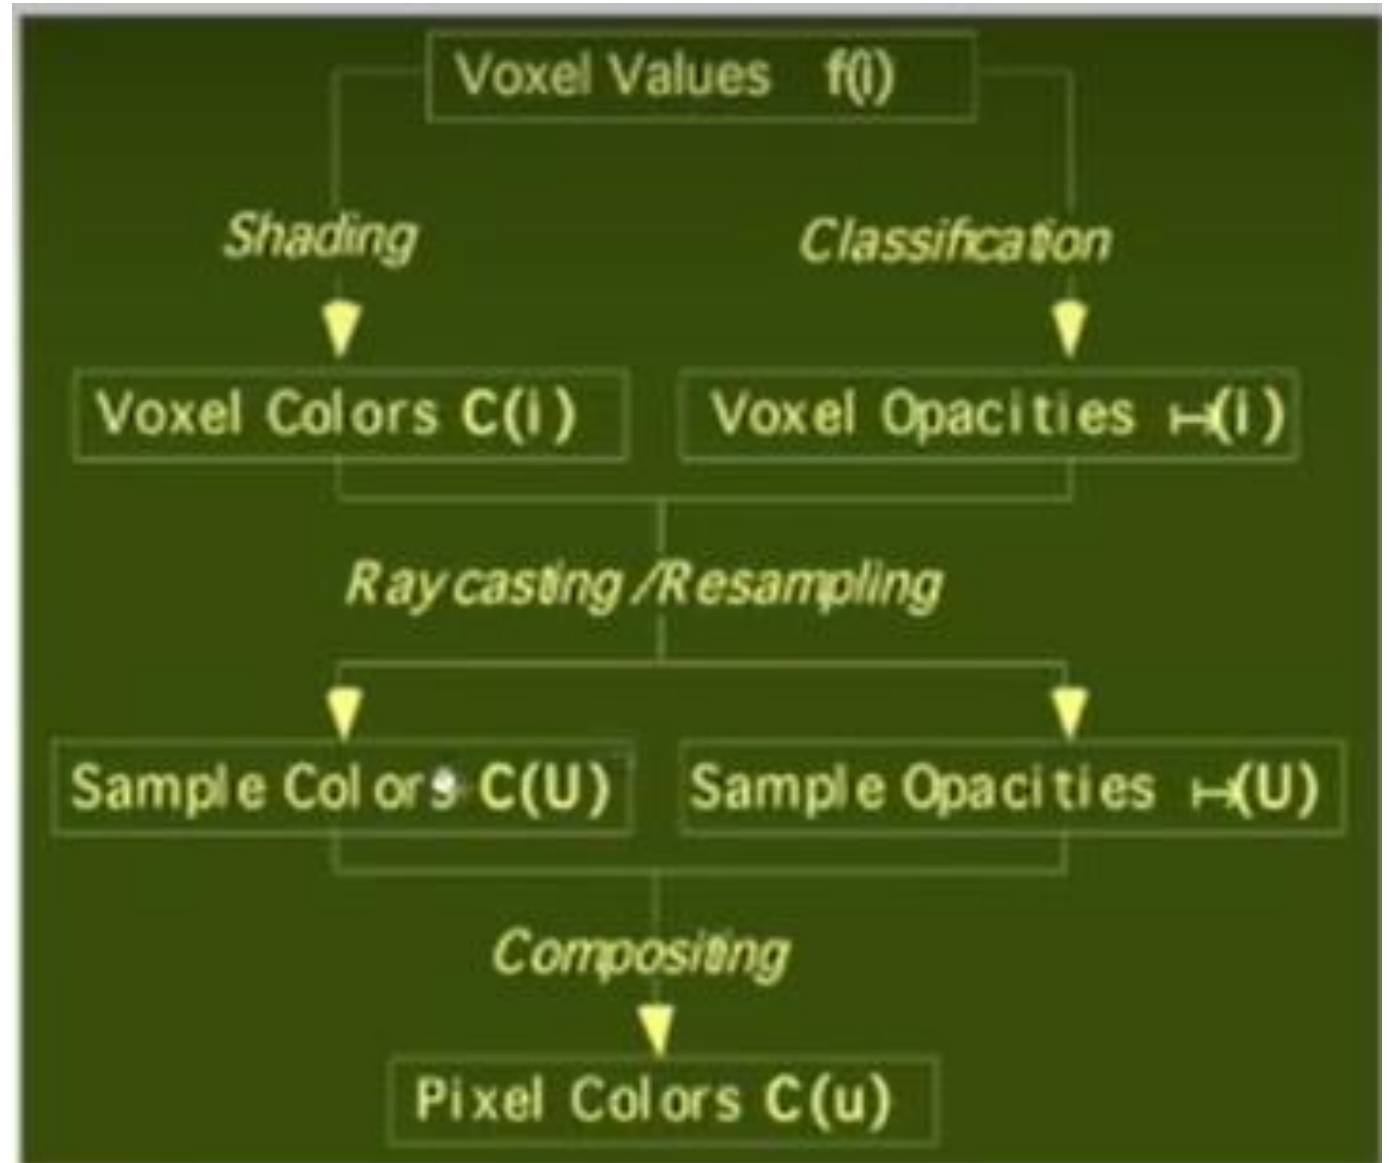 Voxel Values f(i)
Shading
Classification
Voxel Colors C(i)
Voxel Opacities ↦(i)
Ray casting /Resampling
Sample Colors C(U)
Sample Opacities ↦(U)
Compositing
Pixel Colors C(u)